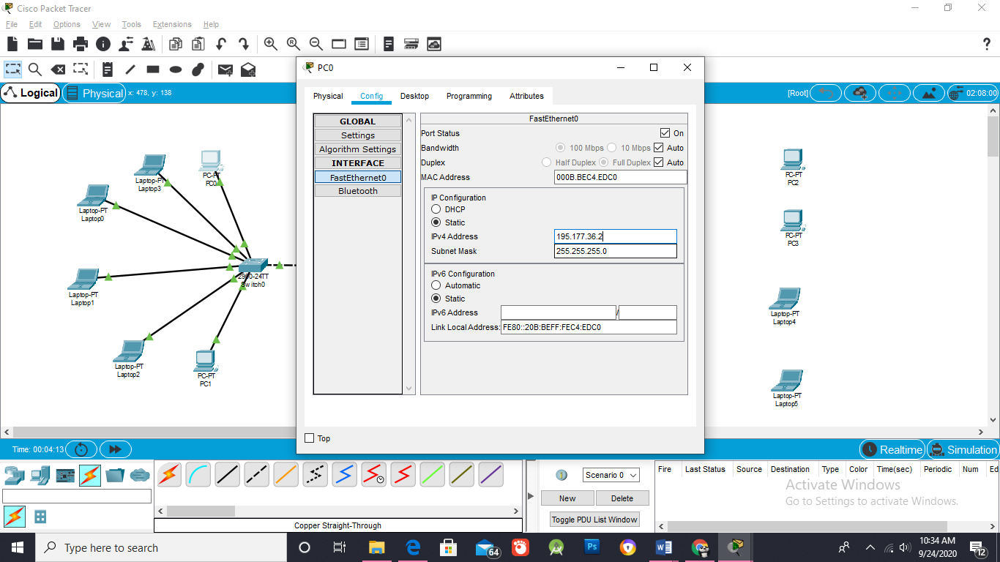 Cisco Packet Tracer
File Edit Options View Tools Extensions Help
?
Logical Physical x: 478, y: 138
[Root] 02:08:00
PC0
Physical Config Desktop Programming Attributes
GLOBAL
Settings
Algorithm Settings
INTERFACE
FastEthernet0
Bluetooth
FastEthernet0
Port Status On
Bandwidth 100 Mbps 10 Mbps Auto
Duplex Half Duplex Full Duplex Auto
MAC Address 000B.BEC4.EDC0
IP Configuration
DHCP
Static
IPv4 Address 195.177.36.2
Subnet Mask 255.255.255.0
IPv6 Configuration
Automatic
Static
IPv6 Address /
Link Local Address: FE80::20B:BEFF:FEC4:EDC0
Top
Laptop-PT
Laptop3
PC-PT
PC0
Laptop-PT
Laptop0
2960-24TT
Switch0
Laptop-PT
Laptop1
Laptop-PT
Laptop2
PC-PT
PC1
PC-PT
PC2
PC-PT
PC3
Laptop-PT
Laptop4
Laptop-PT
Laptop5
Time: 00:04:13
Realtime Simulation
Copper Straight-Through
Scenario 0
New Delete
Toggle PDU List Window
Fire Last Status Source Destination Type Color Time(sec) Periodic Num Ed
Activate Windows
Go to Settings to activate Windows.
Type here to search
64
Ps
W
10:34 AM
9/24/2020
12